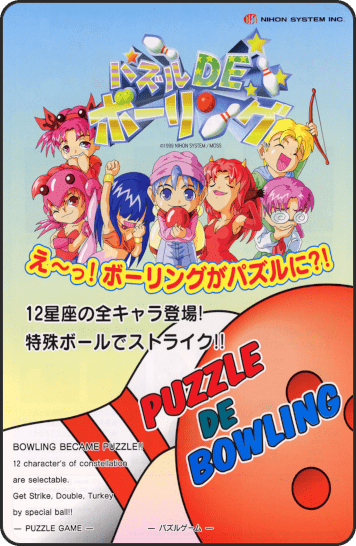 NIHON SYSTEM INC.
パズルDE
ボーリング
©1999 NIHON SYSTEM / MOSS
え〜っ!ボーリングがパズルに?!
12星座の全キャラ登場!
特殊ボールでストライク!!
PUZZLE
DE
BOWLING
BOWLING BECAME PUZZLE!!
12 character's of constellation
are selectable.
Get Strike, Double, Turkey
by special ball!!
― PUZZLE GAME ― ― パズルゲーム ―